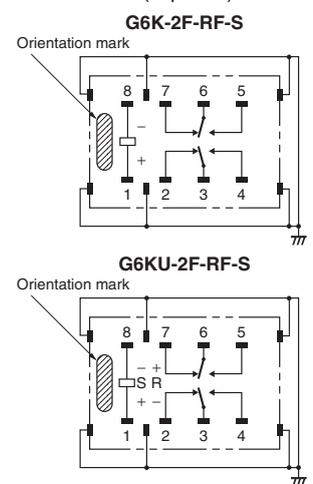 G6K-2F-RF-S
Orientation mark
8 7 6 5
−
+
1 2 3 4
G6KU-2F-RF-S
Orientation mark
8 7 6 5
− +
S R
+ −
1 2 3 4